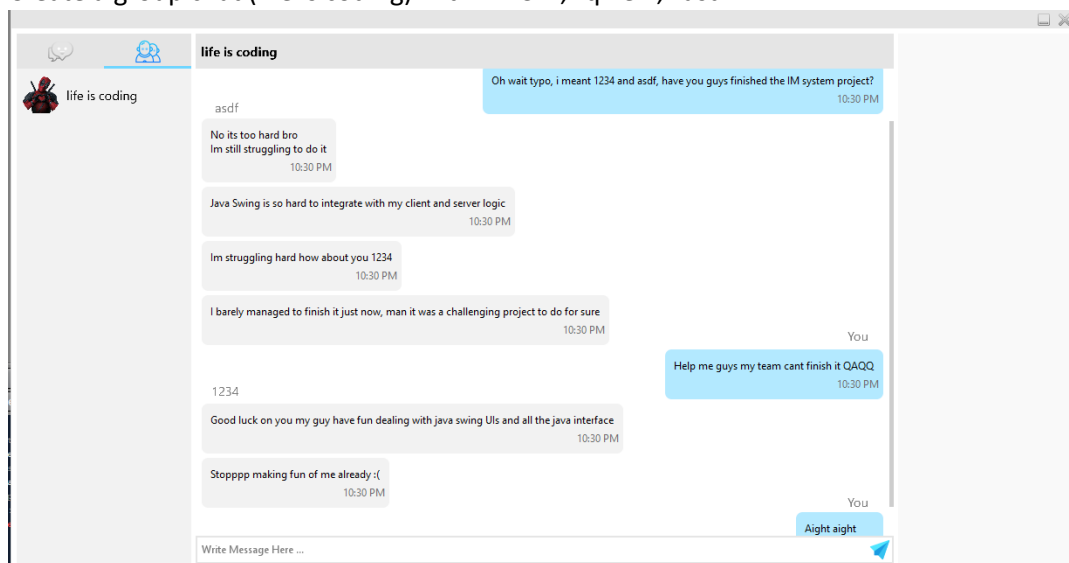 life is coding
life is coding
Oh wait typo, i meant 1234 and asdf, have you guys finished the IM system project?
10:30 PM
asdf
No its too hard bro
Im still struggling to do it
10:30 PM
Java Swing is so hard to integrate with my client and server logic
10:30 PM
Im struggling hard how about you 1234
10:30 PM
I barely managed to finish it just now, man it was a challenging project to do for sure
10:30 PM
You
Help me guys my team cant finish it QAQQ
10:30 PM
1234
Good luck on you my guy have fun dealing with java swing UIs and all the java interface
10:30 PM
Stopppp making fun of me already :(
10:30 PM
You
Aight aight
Write Message Here ...